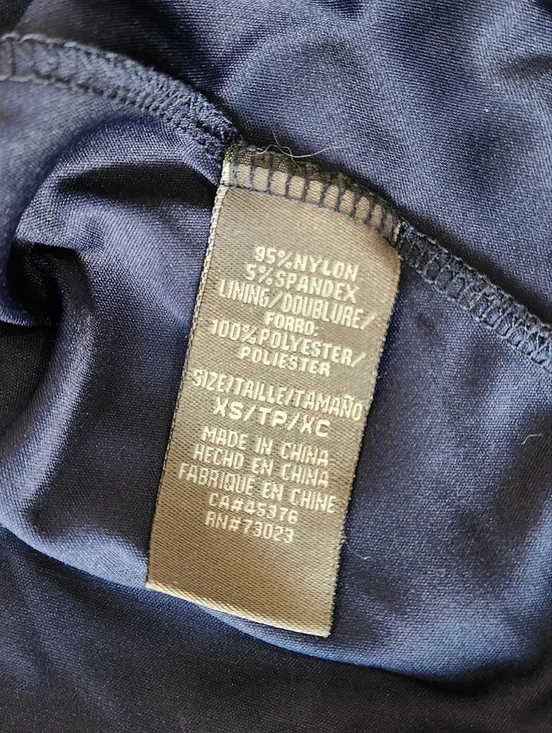 95%NYLON
5%SPANDEX
LINING/DOUBLURE/
FORRO:
100%POLYESTER/
POLIESTER
SIZE/TAILLE/TAMAÑO
XS/TP/XC
MADE IN CHINA
HECHO EN CHINA
FABRIQUE EN CHINE
CA#45376
RN#73023